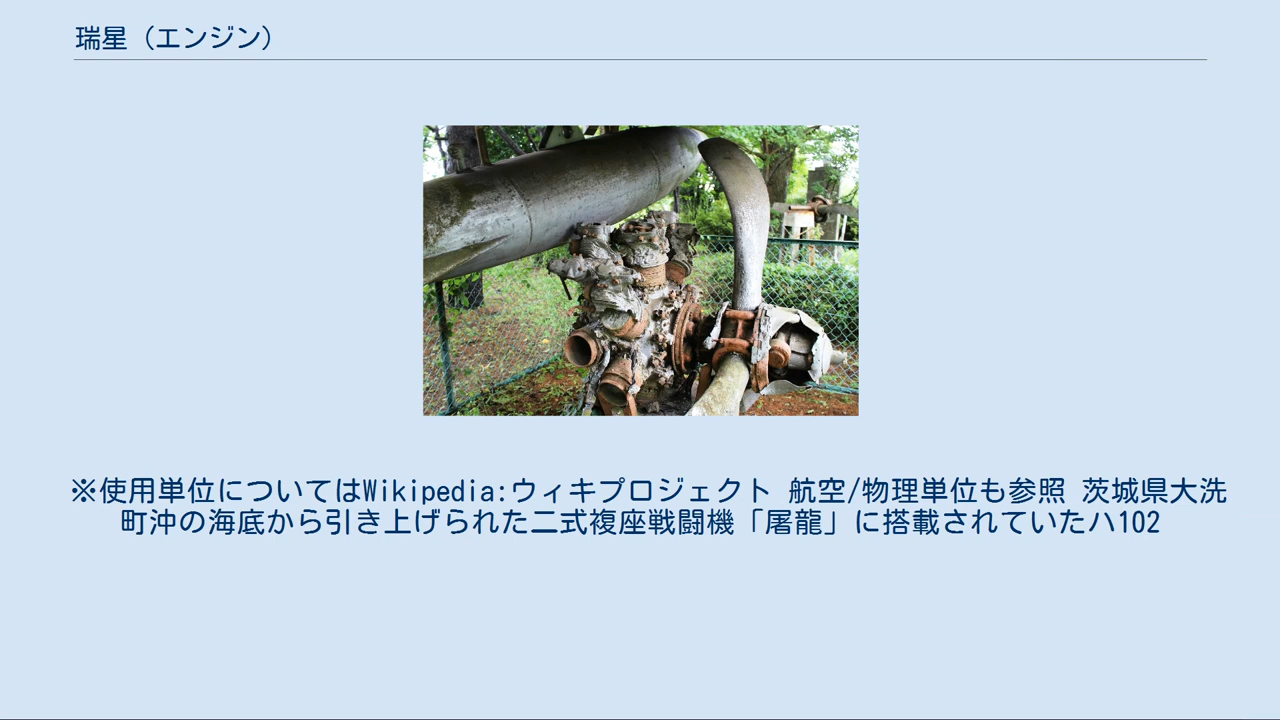 瑞星（エンジン）
※使用単位についてはWikipedia:ウィキプロジェクト 航空/物理単位も参照 茨城県大洗
町沖の海底から引き上げられた二式複座戦闘機「屠龍」に搭載されていたハ102